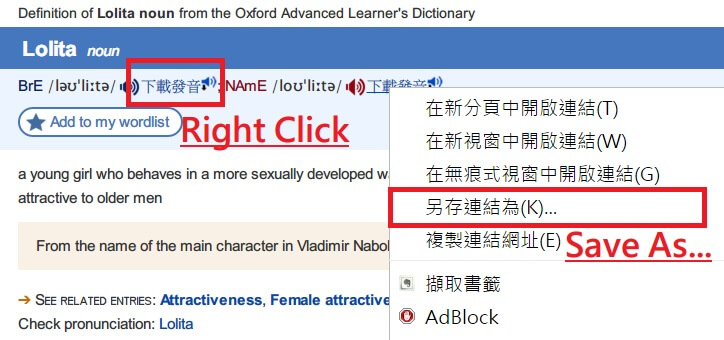 Definition of Lolita noun from the Oxford Advanced Learner's Dictionary
Lolita noun
BrE /ləʊˈliːtə/ 下載發音 ; NAmE /loʊˈliːtə/ 下載發音
Add to my wordlist
Right Click
a young girl who behaves in a more sexually developed
attractive to older men
From the name of the main character in Vladimir
➔ SEE RELATED ENTRIES: Attractiveness, Female
Check pronunciation: Lolita
在新分頁中開啟連結(T)
在新視窗中開啟連結(W)
在無痕式視窗中開啟連結(G)
另存連結為(K)...
複製連結網址(E)
Save As...
擷取書籤
AdBlock